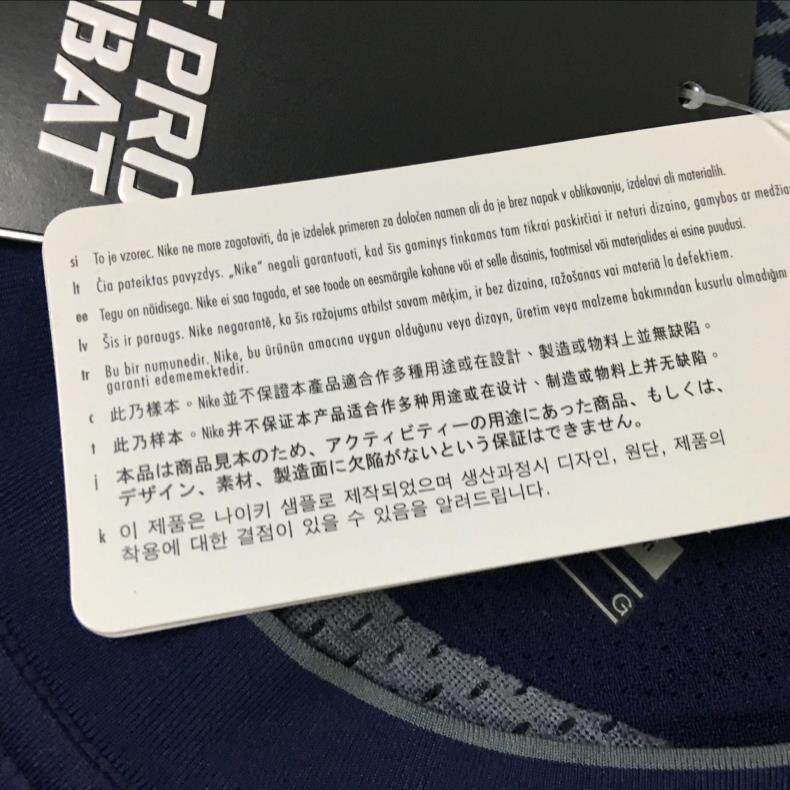 PRO
BAT
si To je vzorec. Nike ne more zagotoviti, da je izdelek primeren za določen namen ali da je brez napak v oblikovanju, izdelavi ali materialih.
lt Čia pateiktas pavyzdys. „Nike" negali garantuoti, kad šis gaminys tinkamas tam tikrai paskirčiai ir neturi dizaino, gamybos ar
ee Tegu on näidisega. Nike ei saa tagada, et see toode on eesmärgile kohane või et selle disainis, tootmisel või materjalides ei esine puudusi.
lv Šis ir paraugs. Nike negarantē, ka šis ražojums atbilst savam mērķim, ir bez dizaina, ražošanas vai materiā la defektiem.
tr Bu bir numunedir. Nike, bu ürünün amacına uygun olduğunu veya dizayn, üretim veya malzeme bakımından kusurlu olmadığını
garanti edememektedir.
c 此乃樣本。Nike並不保證本產品適合作多種用途或在設計、製造或物料上並無缺陷。
t 此乃样本。Nike并不保证本产品适合作多种用途或在设计、制造或物料上并无缺陷。
j 本品は商品見本のため、アクティビティーの用途にあった商品、もしくは、
デザイン、素材、製造面に欠陥がないという保証はできません。
k 이 제품은 나이키 샘플로 제작되었으며 생산과정시 디자인, 원단, 제품의
착용에 대한 결점이 있을 수 있음을 알려드립니다.
G